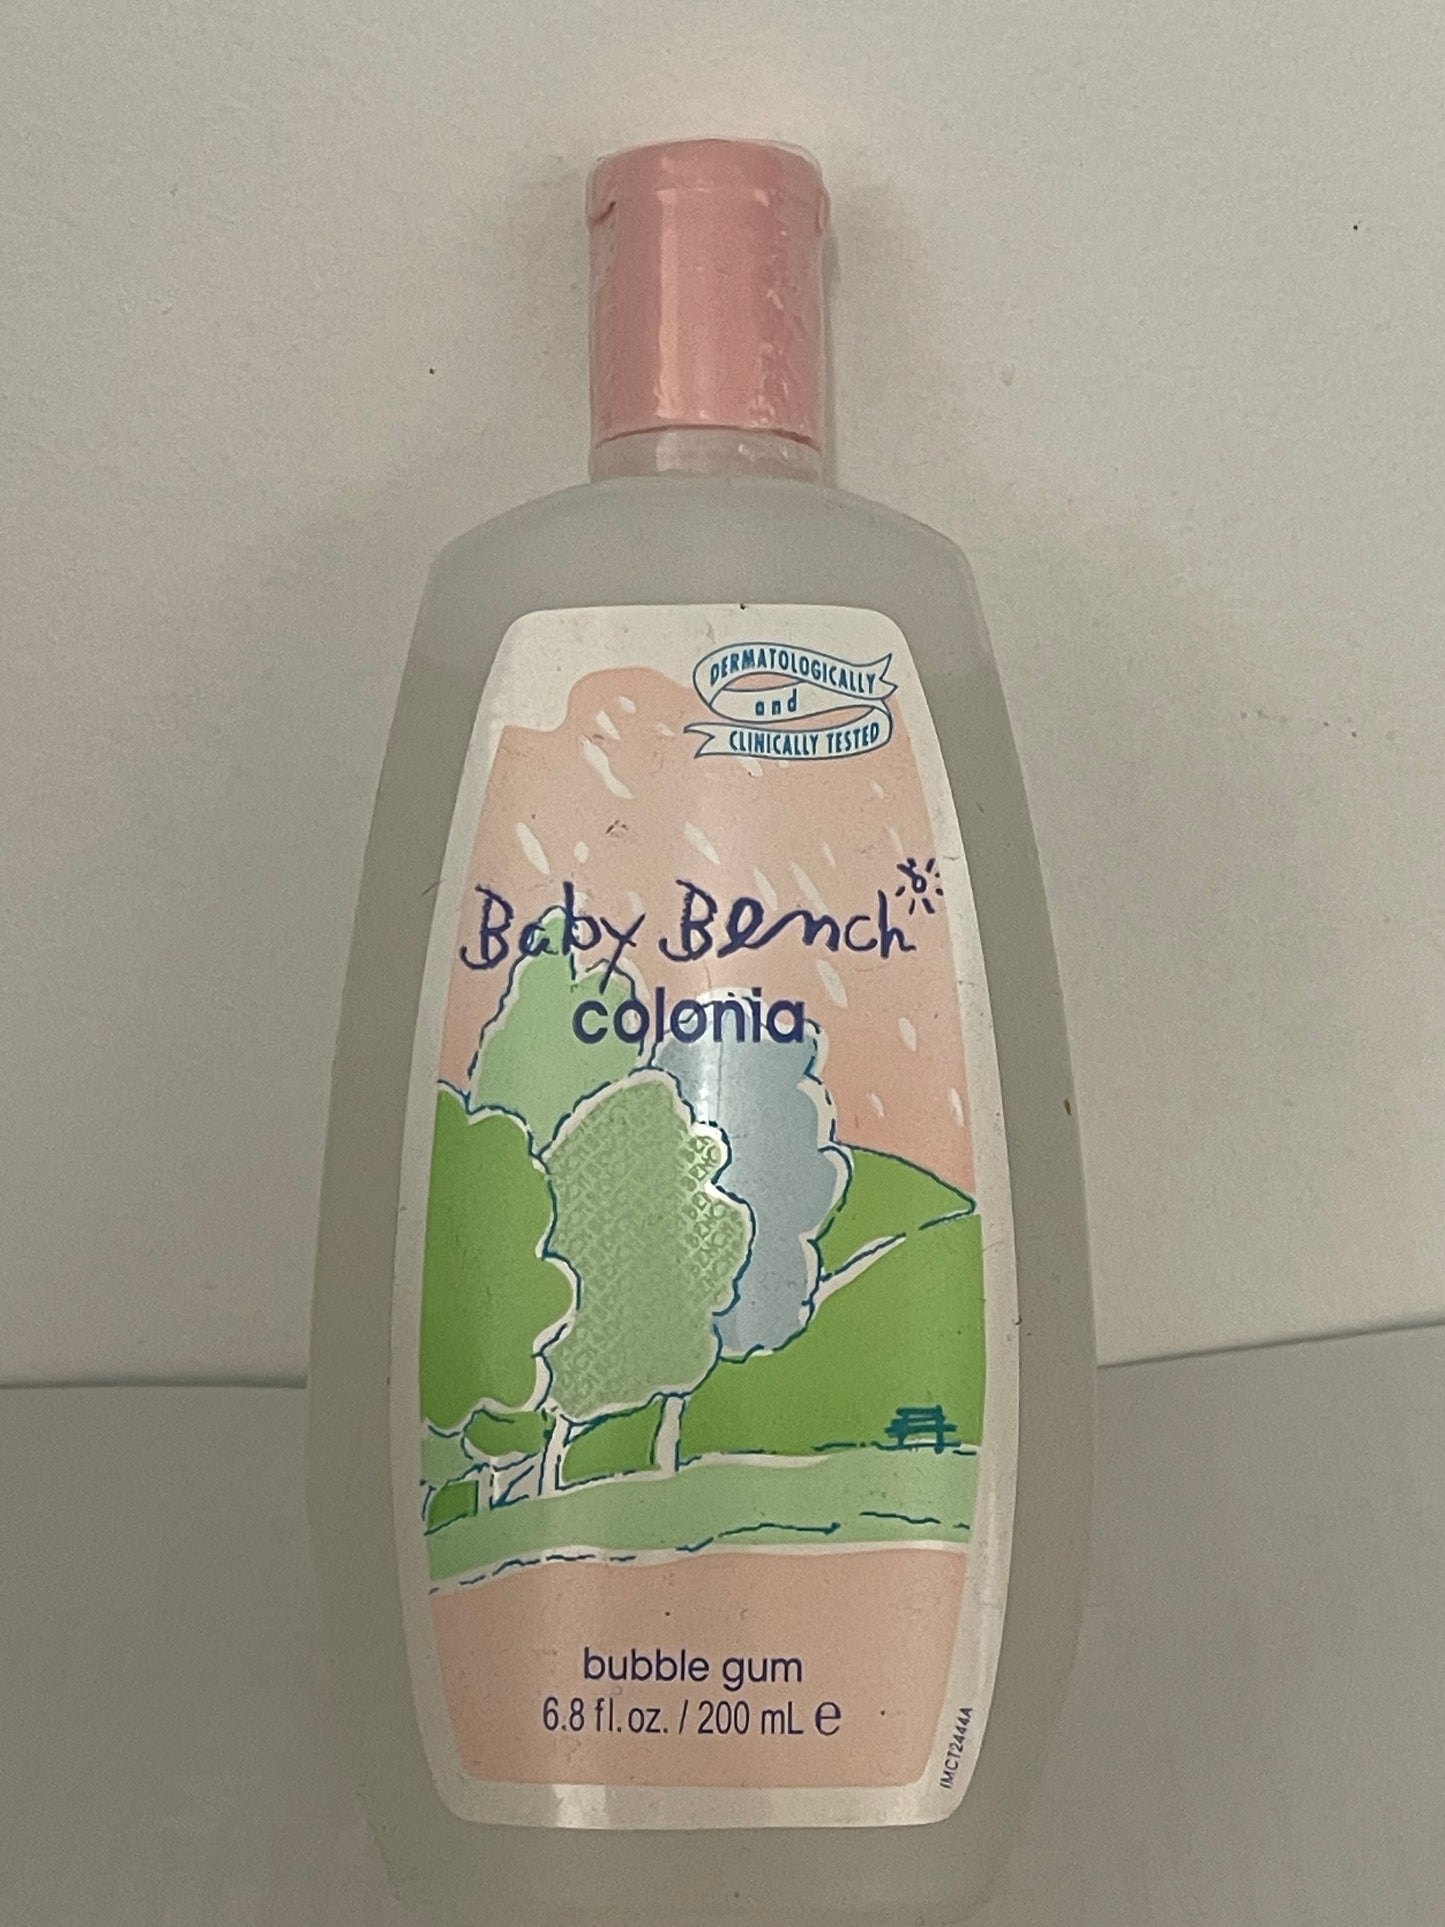 DERMATOLOGICALLY
and
CLINICALLY TESTED
Baby Bench
colonia
bubble gum
6.8 fl.oz. / 200 mL e
IMCT2444A